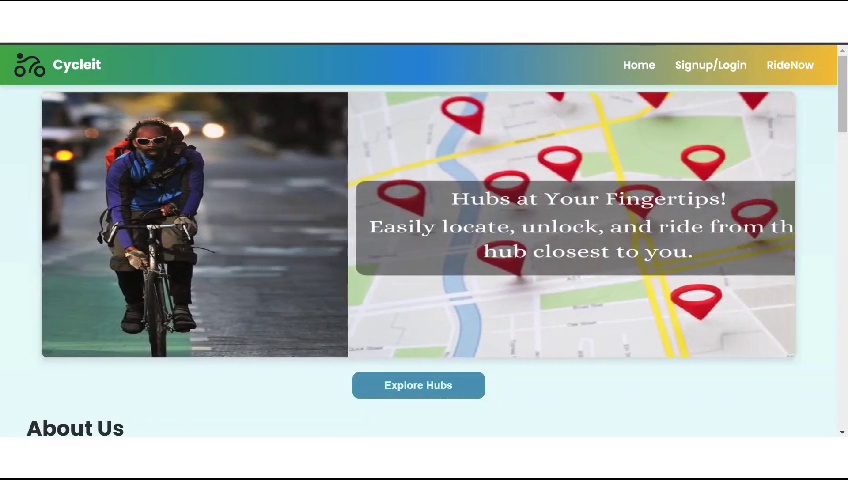 Cycleit
Home Signup/Login RideNow
Hubs at Your Fingertips!
Easily locate, unlock, and ride from th
hub closest to you.
Explore Hubs
About Us